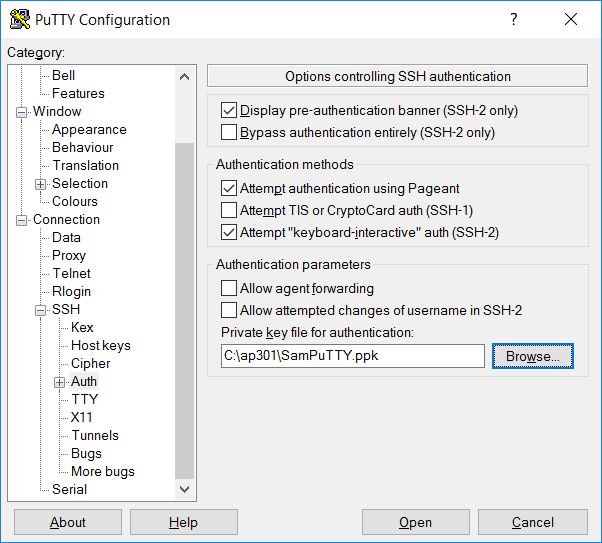 PuTTY Configuration
?
Category:
Bell
Features
Window
Appearance
Behaviour
Translation
Selection
Colours
Connection
Data
Proxy
Telnet
Rlogin
SSH
Kex
Host keys
Cipher
Auth
TTY
X11
Tunnels
Bugs
More bugs
Serial
Options controlling SSH authentication
Display pre-authentication banner (SSH-2 only)
Bypass authentication entirely (SSH-2 only)
Authentication methods
Attempt authentication using Pageant
Attempt TIS or CryptoCard auth (SSH-1)
Attempt "keyboard-interactive" auth (SSH-2)
Authentication parameters
Allow agent forwarding
Allow attempted changes of username in SSH-2
Private key file for authentication:
C:\ap301\SamPuTTY.ppk
Browse...
About
Help
Open
Cancel